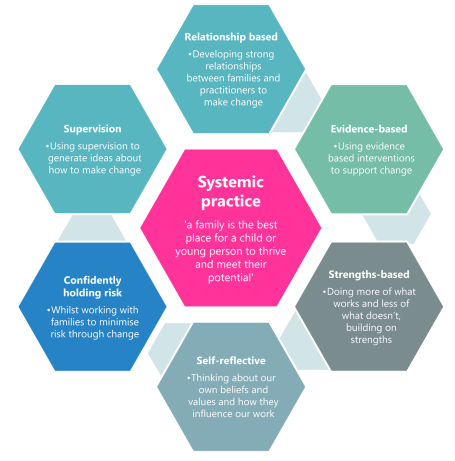 Relationship based
•Developing strong
relationships
between families and
practitioners to
make change
Supervision
•Using supervision to
generate ideas about
how to make change
Evidence-based
•Using evidence
based interventions
to support change
Systemic
practice
'a family is the best
place for a child or
young person to thrive
and meet their
potential'
Confidently
holding risk
•Whilst working with
families to minimise
risk through change
Strengths-based
•Doing more of what
works and less of
what doesn't,
building on
strengths
Self-reflective
•Thinking about our
own beliefs and
values and how they
influence our work